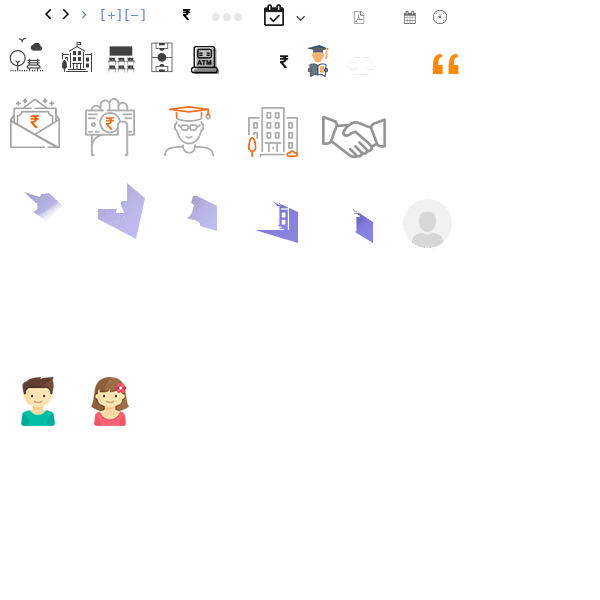 [+][−] ₹
ATM ₹ “
₹ ₹